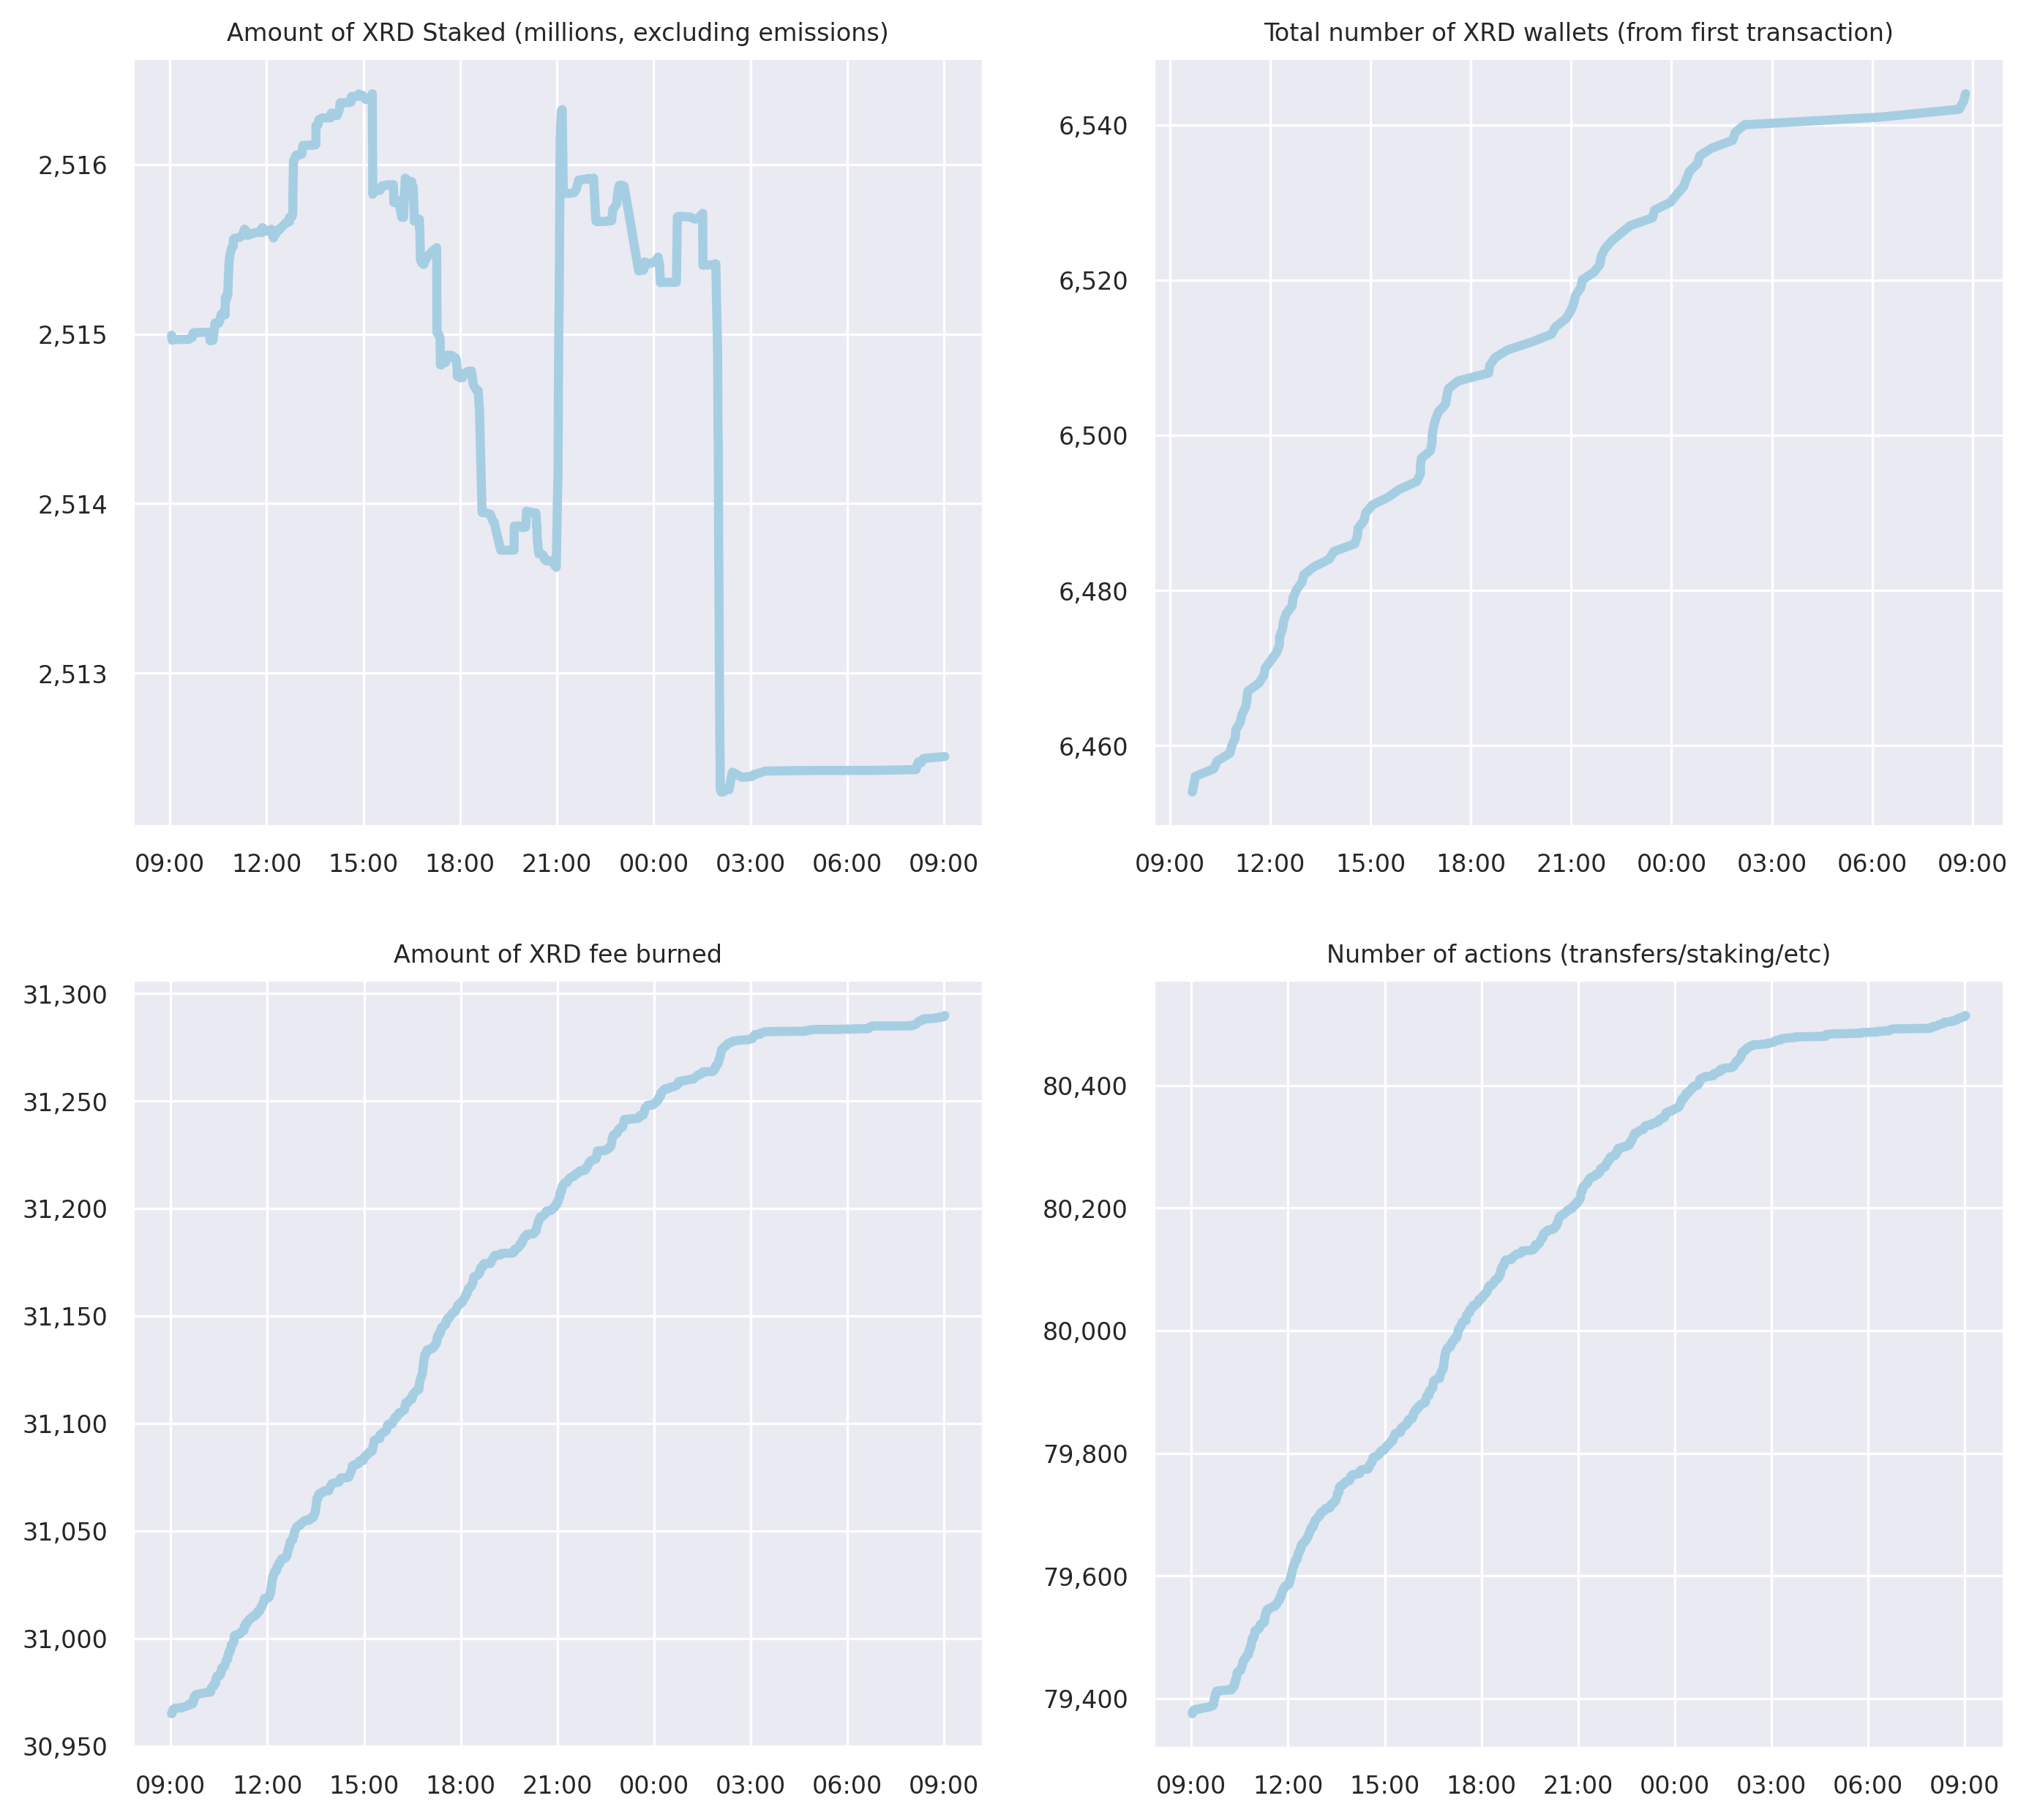 Amount of XRD Staked (millions, excluding emissions)
2,516
2,515
2,514
2,513
09:00 12:00 15:00 18:00 21:00 00:00 03:00 06:00 09:00
Total number of XRD wallets (from first transaction)
6,540
6,520
6,500
6,480
6,460
09:00 12:00 15:00 18:00 21:00 00:00 03:00 06:00 09:00
Amount of XRD fee burned
31,300
31,250
31,200
31,150
31,100
31,050
31,000
30,950
09:00 12:00 15:00 18:00 21:00 00:00 03:00 06:00 09:00
Number of actions (transfers/staking/etc)
80,400
80,200
80,000
79,800
79,600
79,400
09:00 12:00 15:00 18:00 21:00 00:00 03:00 06:00 09:00